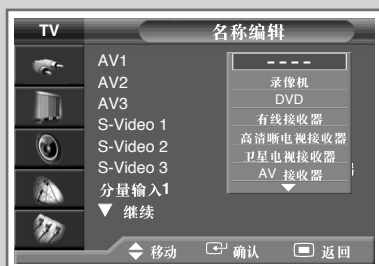 TV 名称编辑
AV1
AV2
AV3
S-Video 1
S-Video 2
S-Video 3
分量输入1
▼ 继续
----
录像机
DVD
有线接收器
高清晰电视接收器
卫星电视接收器
AV 接收器
▼
移动 确认 返回